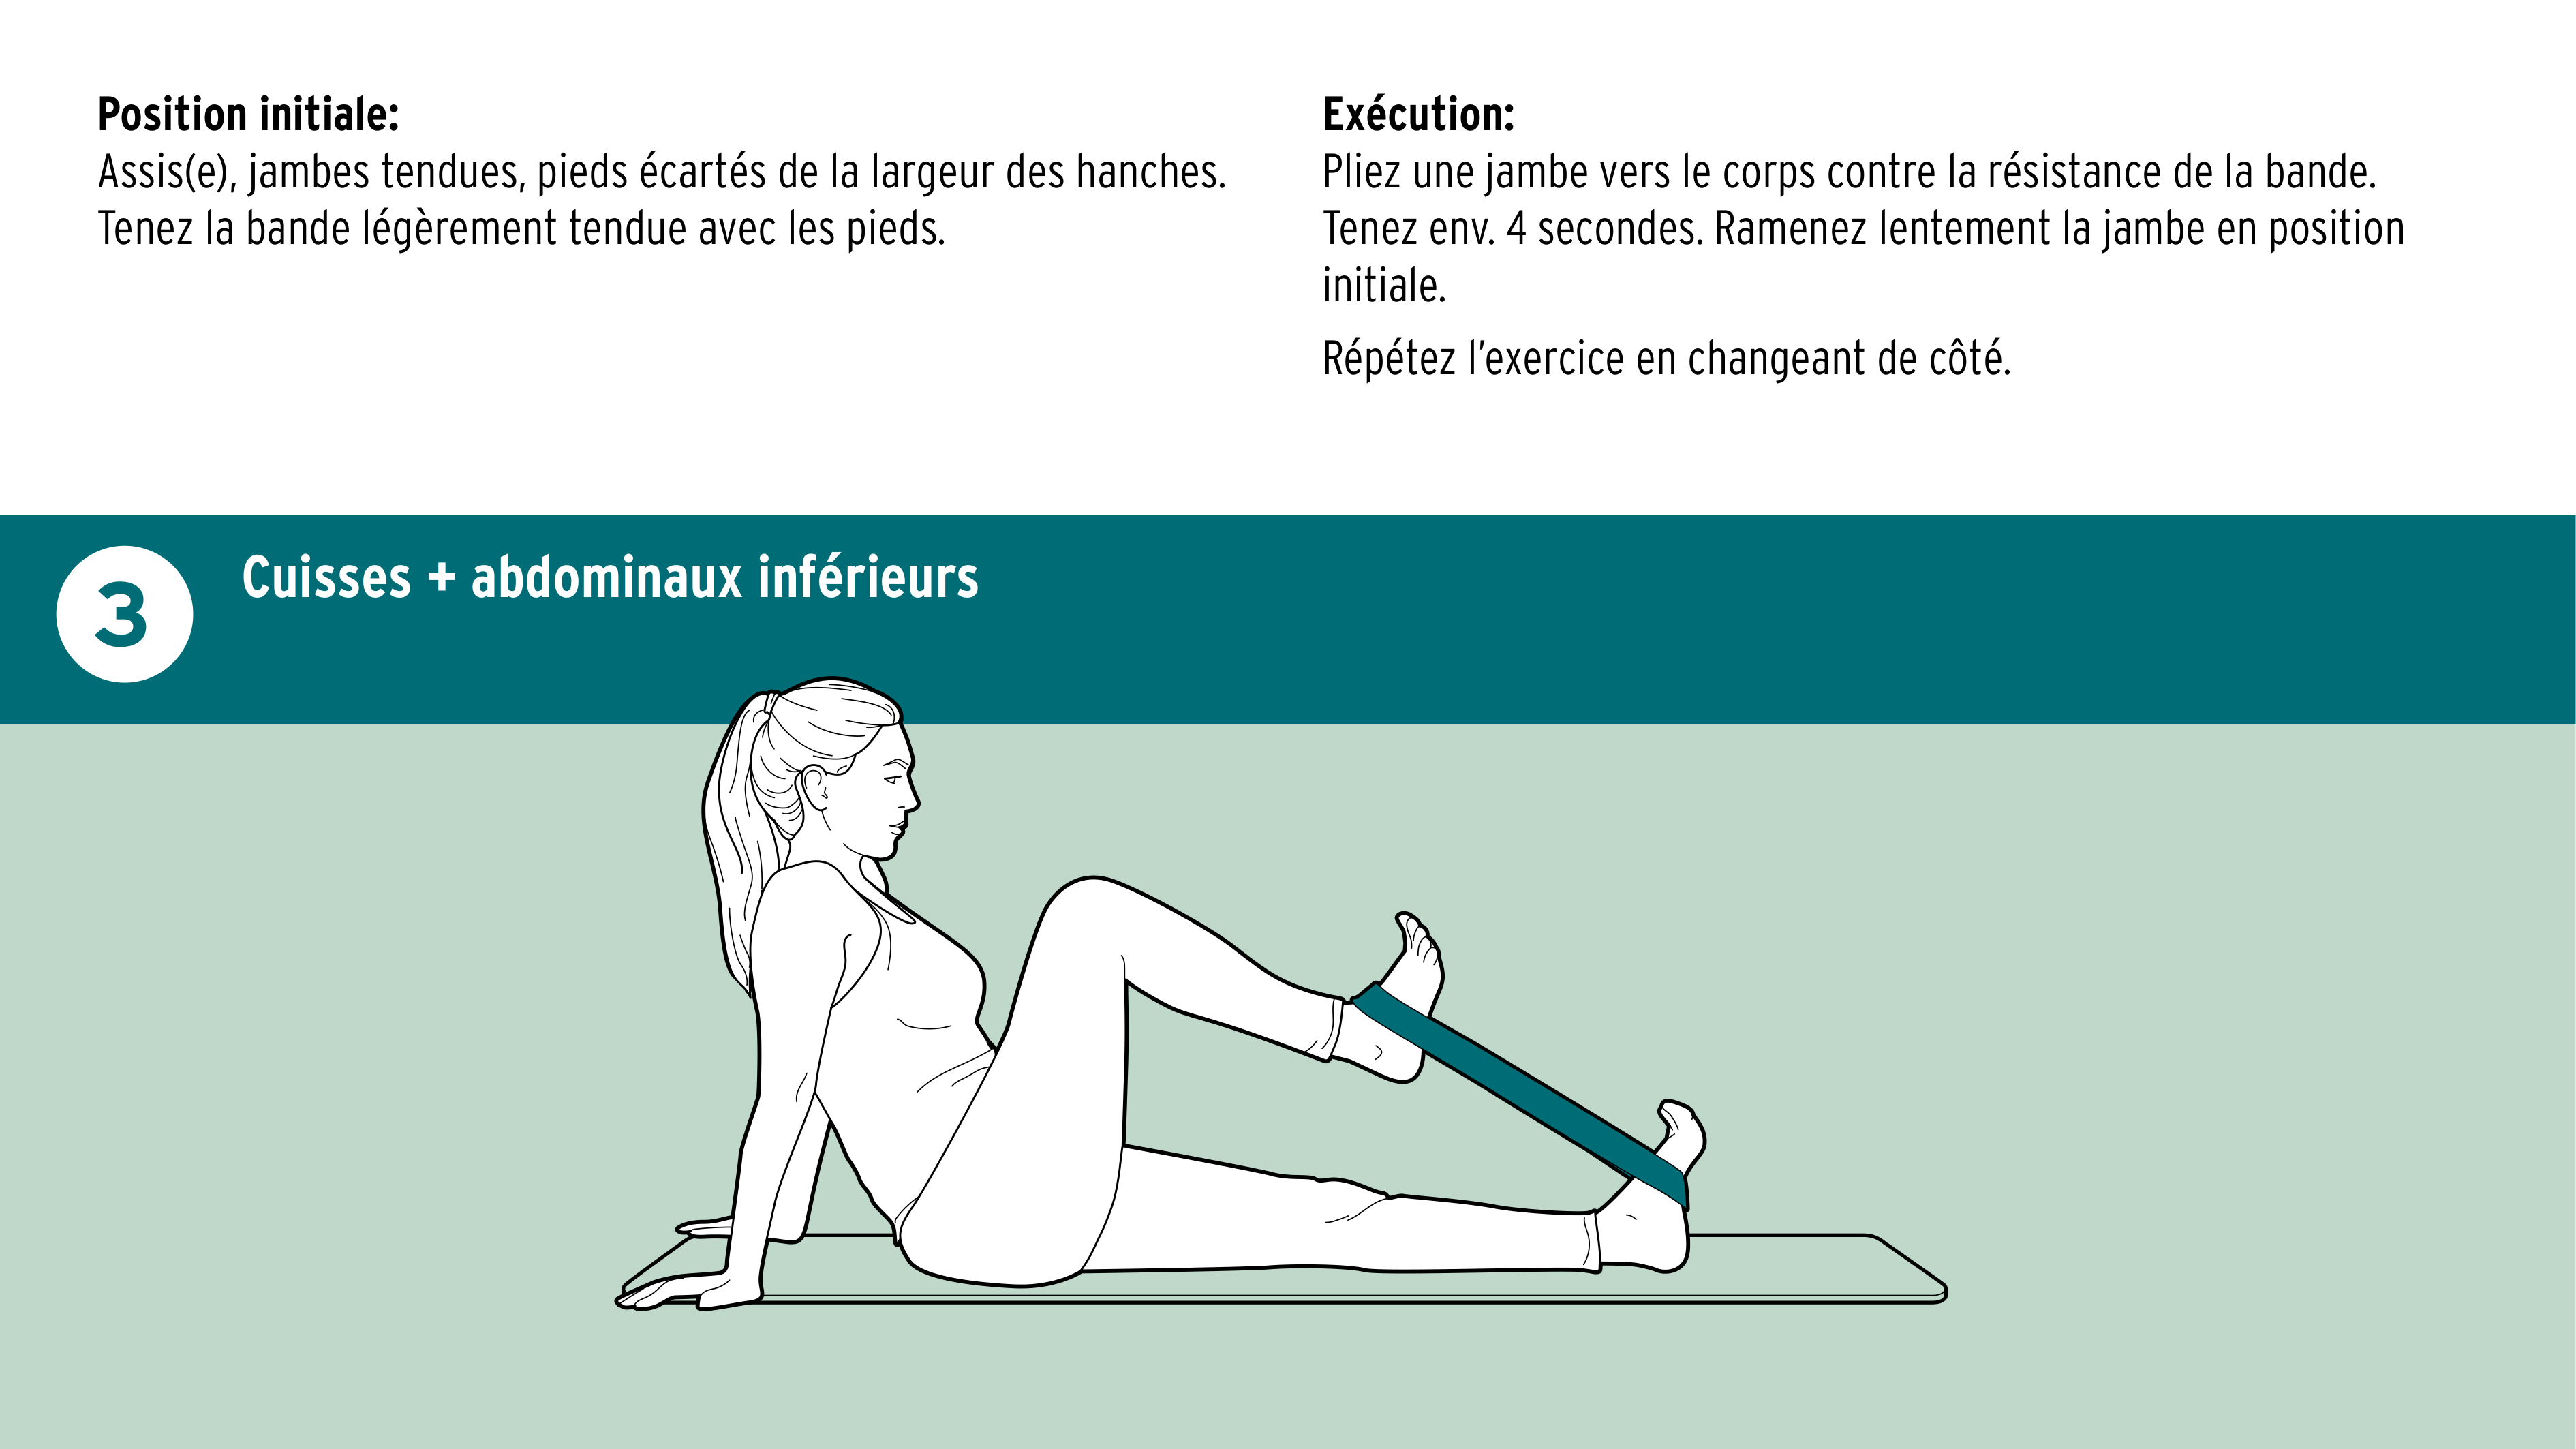 Position initiale:
Assis(e), jambes tendues, pieds écartés de la largeur des hanches.
Tenez la bande légèrement tendue avec les pieds.
Exécution:
Pliez une jambe vers le corps contre la résistance de la bande.
Tenez env. 4 secondes. Ramenez lentement la jambe en position
initiale.
Répétez l’exercice en changeant de côté.
3
Cuisses + abdominaux inférieurs